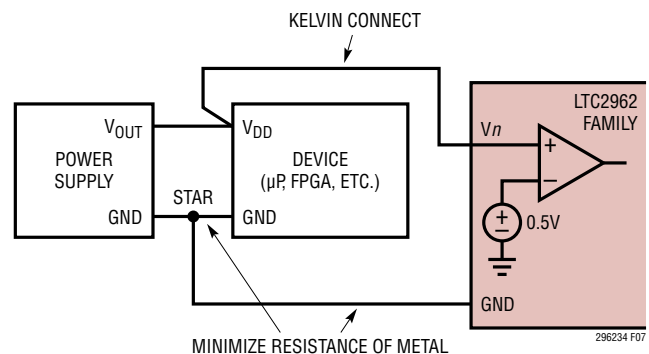 KELVIN CONNECT
LTC2962
FAMILY
VOUT
VDD
Vn
+
POWER
SUPPLY
DEVICE
(µP, FPGA, ETC.)
–
STAR
+
–
0.5V
GND
GND
GND
MINIMIZE RESISTANCE OF METAL
296234 F07